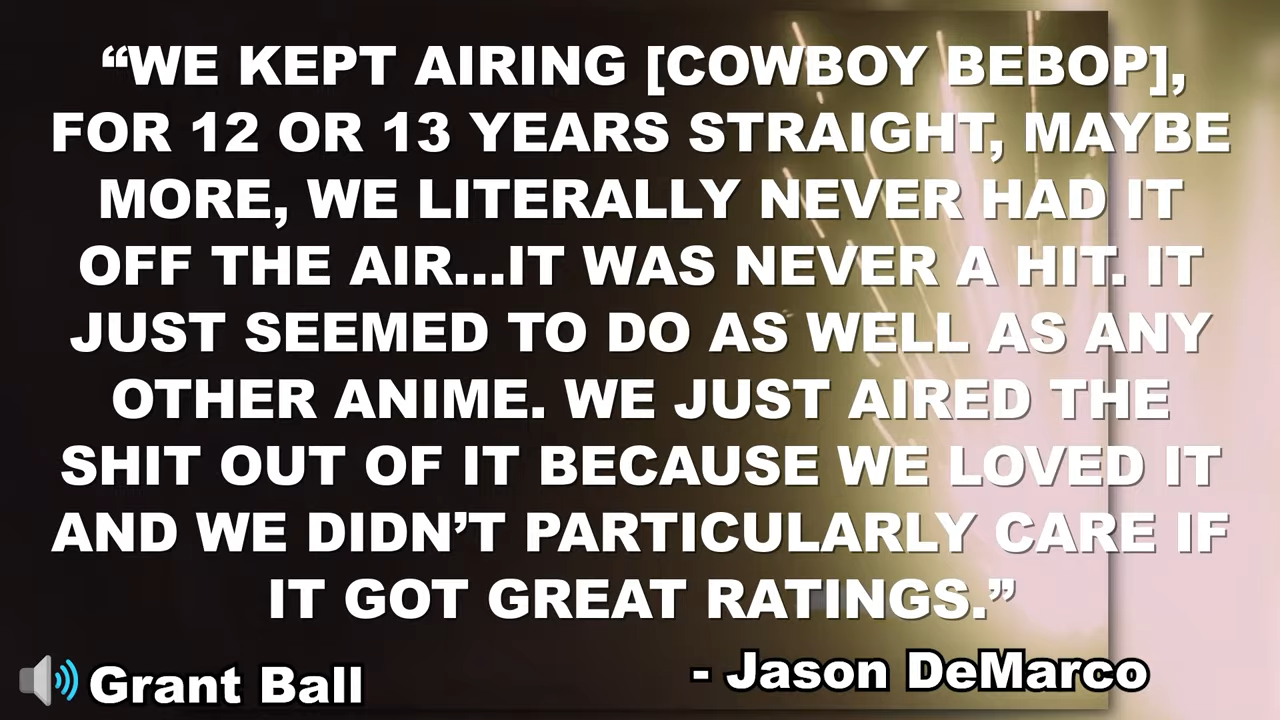 “WE KEPT AIRING [COWBOY BEBOP],
FOR 12 OR 13 YEARS STRAIGHT, MAYBE
MORE, WE LITERALLY NEVER HAD IT
OFF THE AIR...IT WAS NEVER A HIT. IT
JUST SEEMED TO DO AS WELL AS ANY
OTHER ANIME. WE JUST AIRED THE
SHIT OUT OF IT BECAUSE WE LOVED IT
AND WE DIDN’T PARTICULARLY CARE IF
IT GOT GREAT RATINGS.”
- Jason DeMarco
Grant Ball